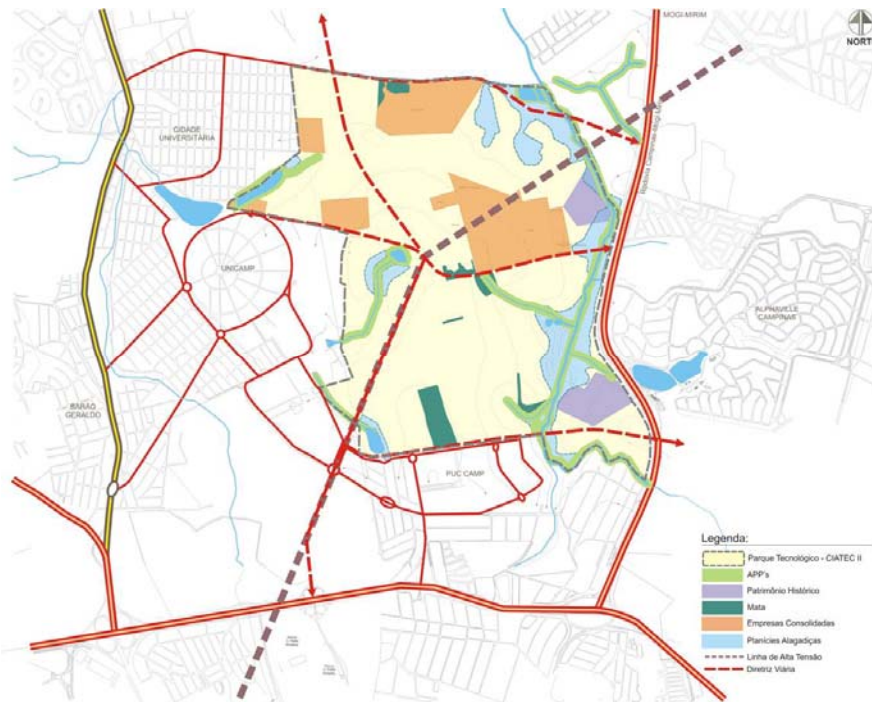 MOGI-MIRIM
NORTE
CIDADE
UNIVERSITÁRIA
UNICAMP
ALPHAVILLE
CAMPINAS
BARÃO
GERALDO
PUC CAMP
Legenda:
Parque Tecnológico - CIATEC II
APP's
Patrimônio Histórico
Mata
Empresas Consolidadas
Planícies Alagadiças
Linha de Alta Tensão
Diretriz Viária